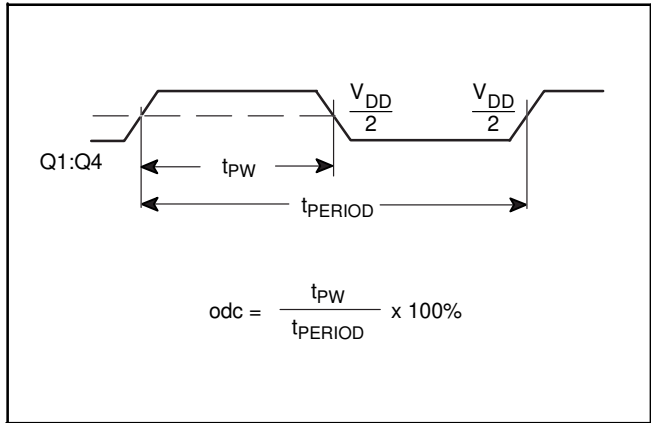 V_DD/2 V_DD/2
Q1:Q4
t_PW
t_PERIOD
odc = t_PW/t_PERIOD x 100%